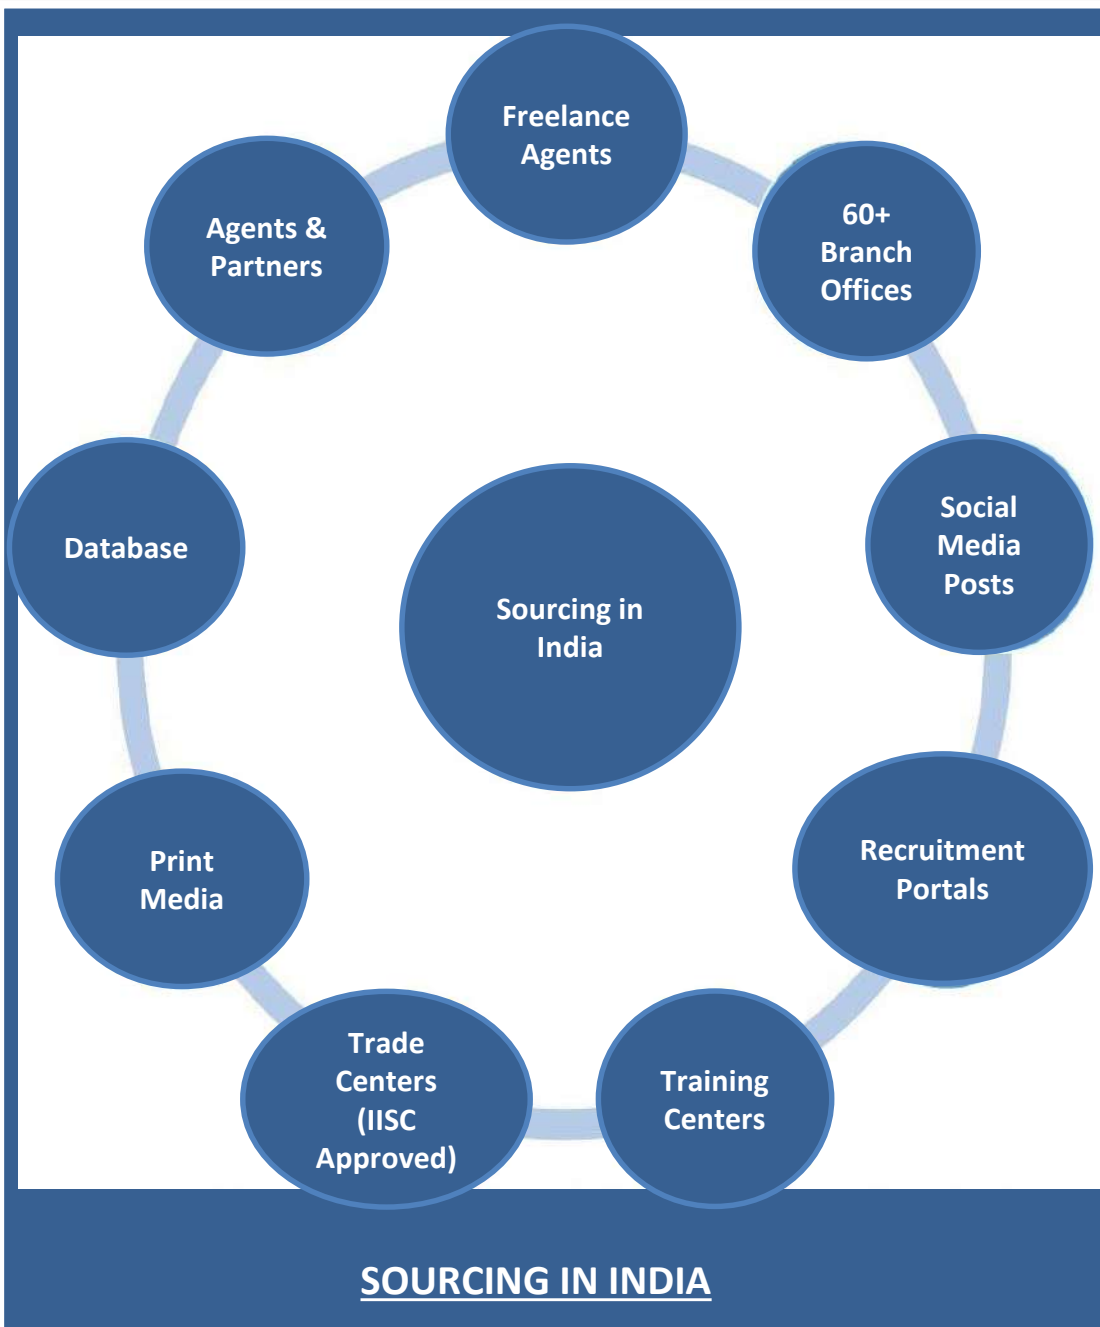 Freelance
Agents
60+
Branch
Offices
Social
Media
Posts
Recruitment
Portals
Training
Centers
Trade
Centers
(IISC
Approved)
Print
Media
Database
Agents &
Partners
Sourcing in
India
SOURCING IN INDIA